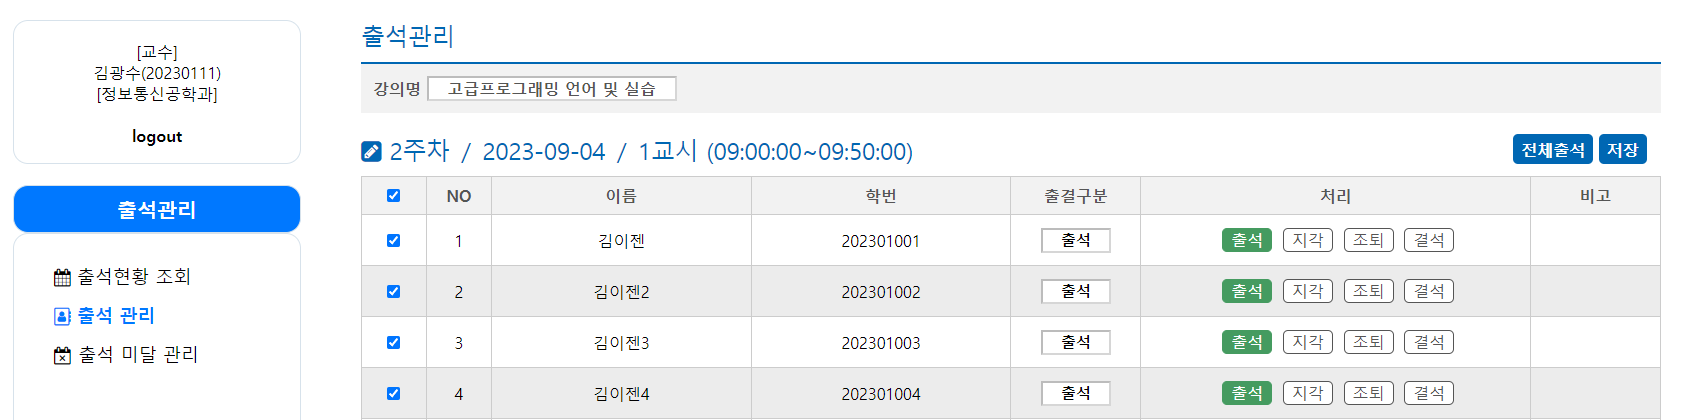 [교수]
김광수(20230111)
[정보통신공학과]
logout
출석관리
출석현황 조회
출석 관리
출석 미달 관리
출석관리
강의명 고급프로그래밍 언어 및 실습
2주차 / 2023-09-04 / 1교시 (09:00:00~09:50:00) 전체출석 저장
NO 이름 학번 출결구분 처리 비고
1 김이젠 202301001 출석 출석 지각 조퇴 결석
2 김이젠2 202301002 출석 출석 지각 조퇴 결석
3 김이젠3 202301003 출석 출석 지각 조퇴 결석
4 김이젠4 202301004 출석 출석 지각 조퇴 결석